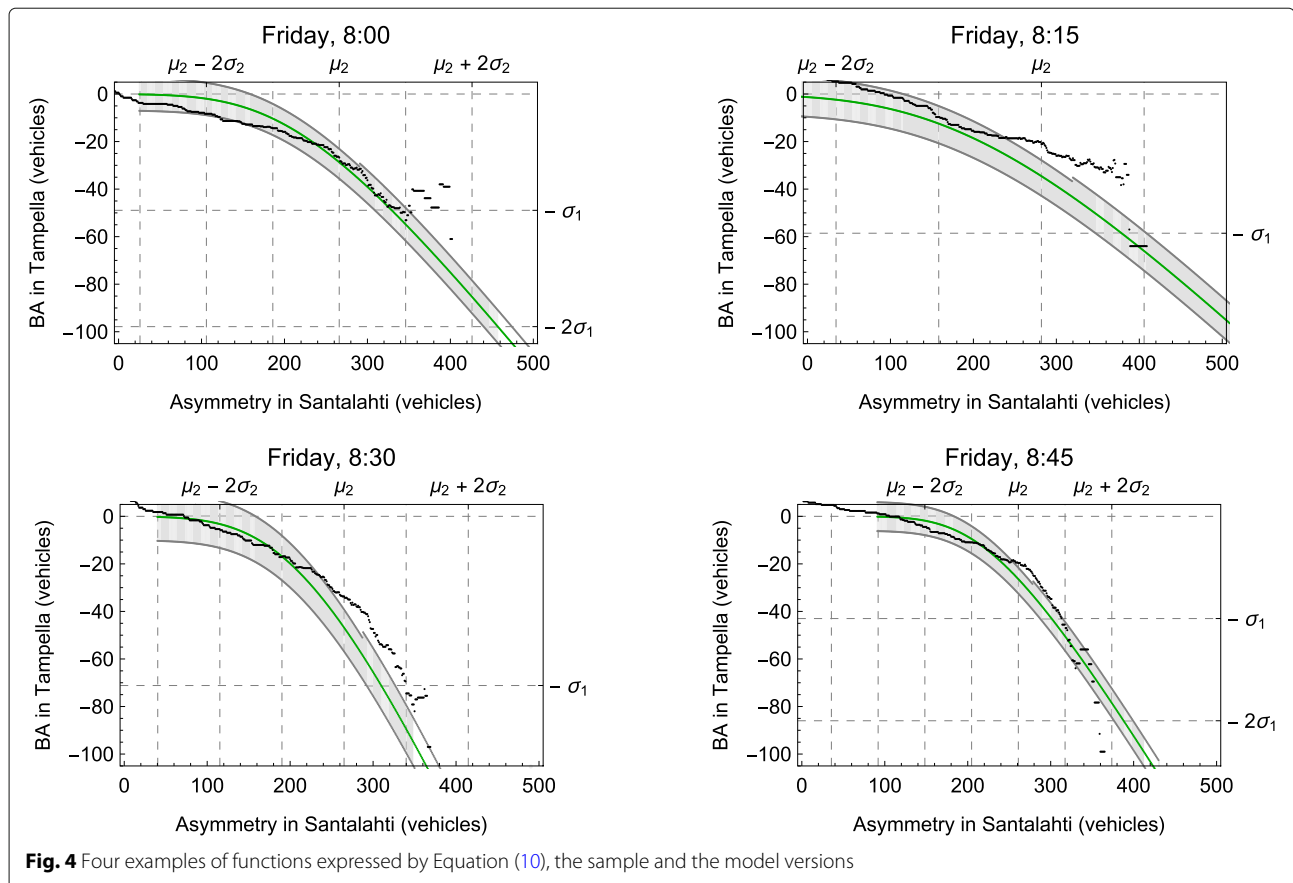 Friday, 8:00
μ₂ − 2σ₂ μ₂ μ₂ + 2σ₂
BA in Tampella (vehicles)
0
−20
−40
−60
−80
−100
− σ₁
− 2σ₁
0 100 200 300 400 500
Asymmetry in Santalahti (vehicles)
Friday, 8:15
μ₂ − 2σ₂ μ₂
BA in Tampella (vehicles)
0
−20
−40
−60
−80
−100
− σ₁
0 100 200 300 400 500
Asymmetry in Santalahti (vehicles)
Friday, 8:30
μ₂ − 2σ₂ μ₂ μ₂ + 2σ₂
BA in Tampella (vehicles)
0
−20
−40
−60
−80
−100
− σ₁
0 100 200 300 400 500
Asymmetry in Santalahti (vehicles)
Friday, 8:45
μ₂ − 2σ₂ μ₂ μ₂ + 2σ₂
BA in Tampella (vehicles)
0
−20
−40
−60
−80
−100
− σ₁
− 2σ₁
0 100 200 300 400 500
Asymmetry in Santalahti (vehicles)
Fig. 4 Four examples of functions expressed by Equation (10), the sample and the model versions